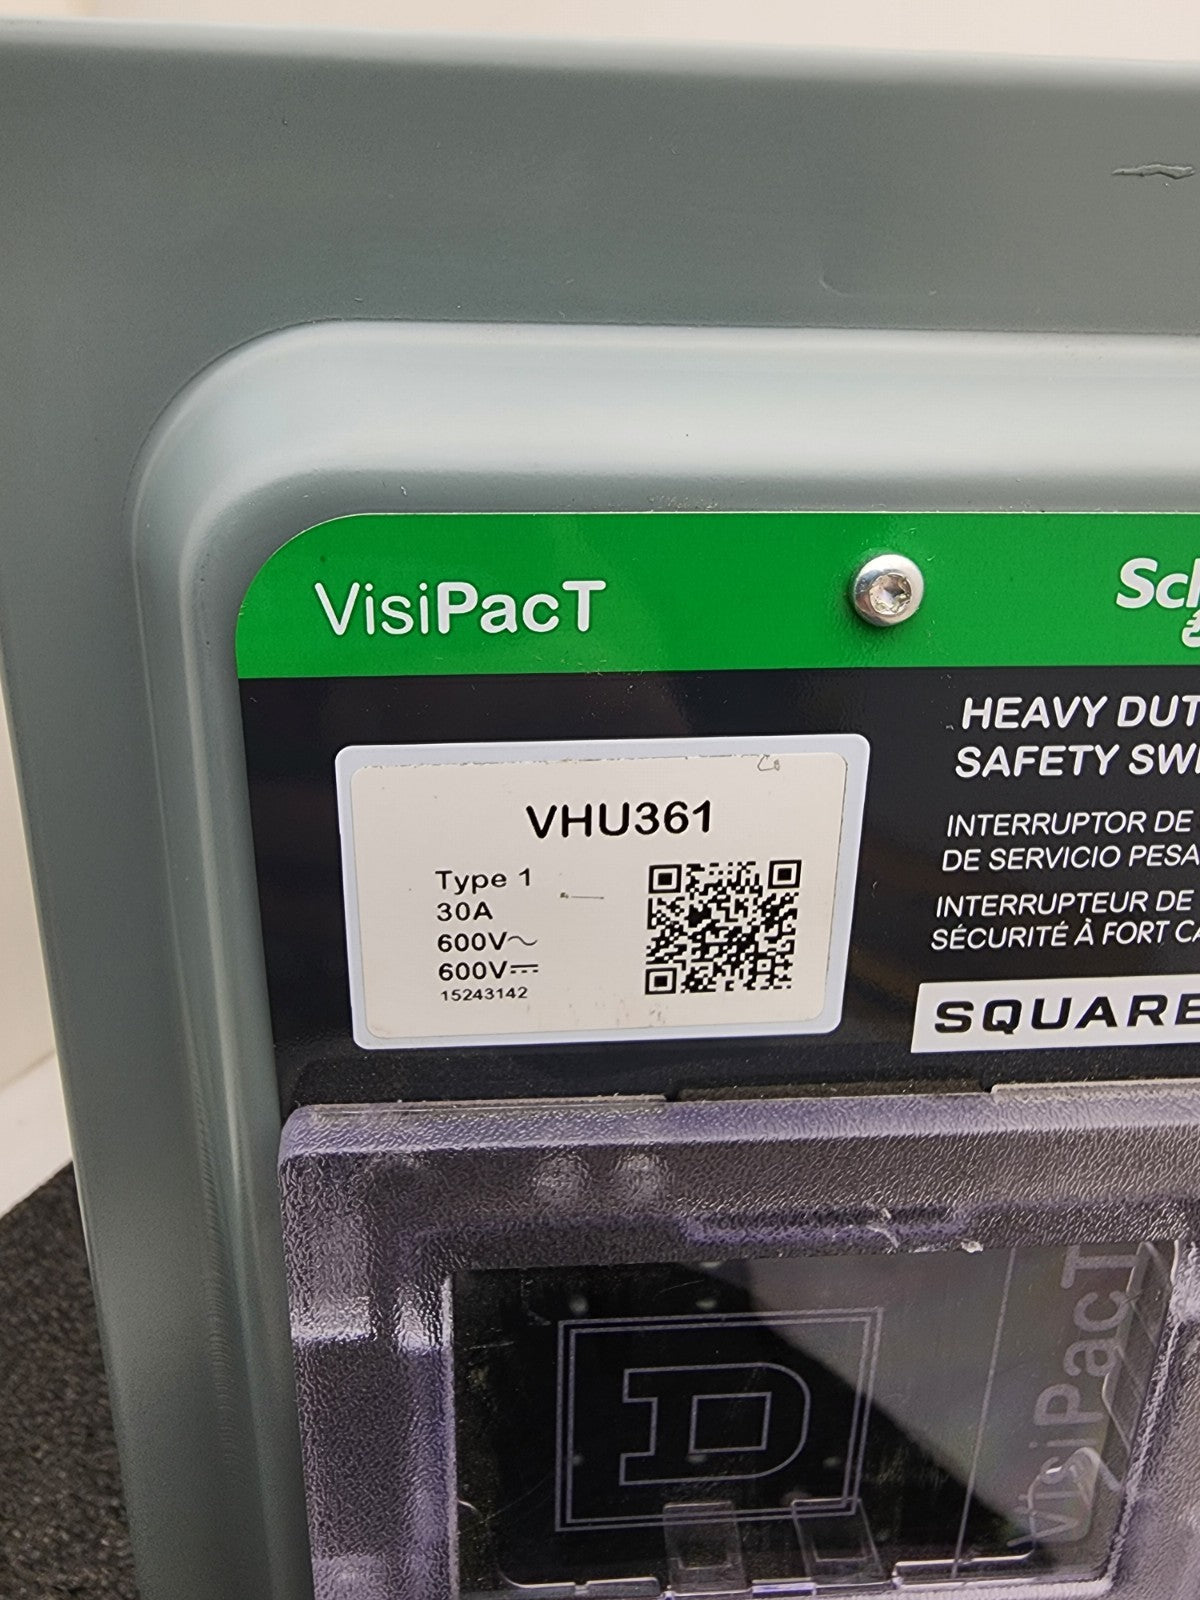 VisiPacT
Sch
HEAVY DUT
SAFETY SWI
INTERRUPTOR DE
DE SERVICIO PESA
INTERRUPTEUR DE
SÉCURITÉ À FORT CA
SQUARE
VHU361
Type 1
30A
600V～
600V⎓
15243142
D
VisiPacT